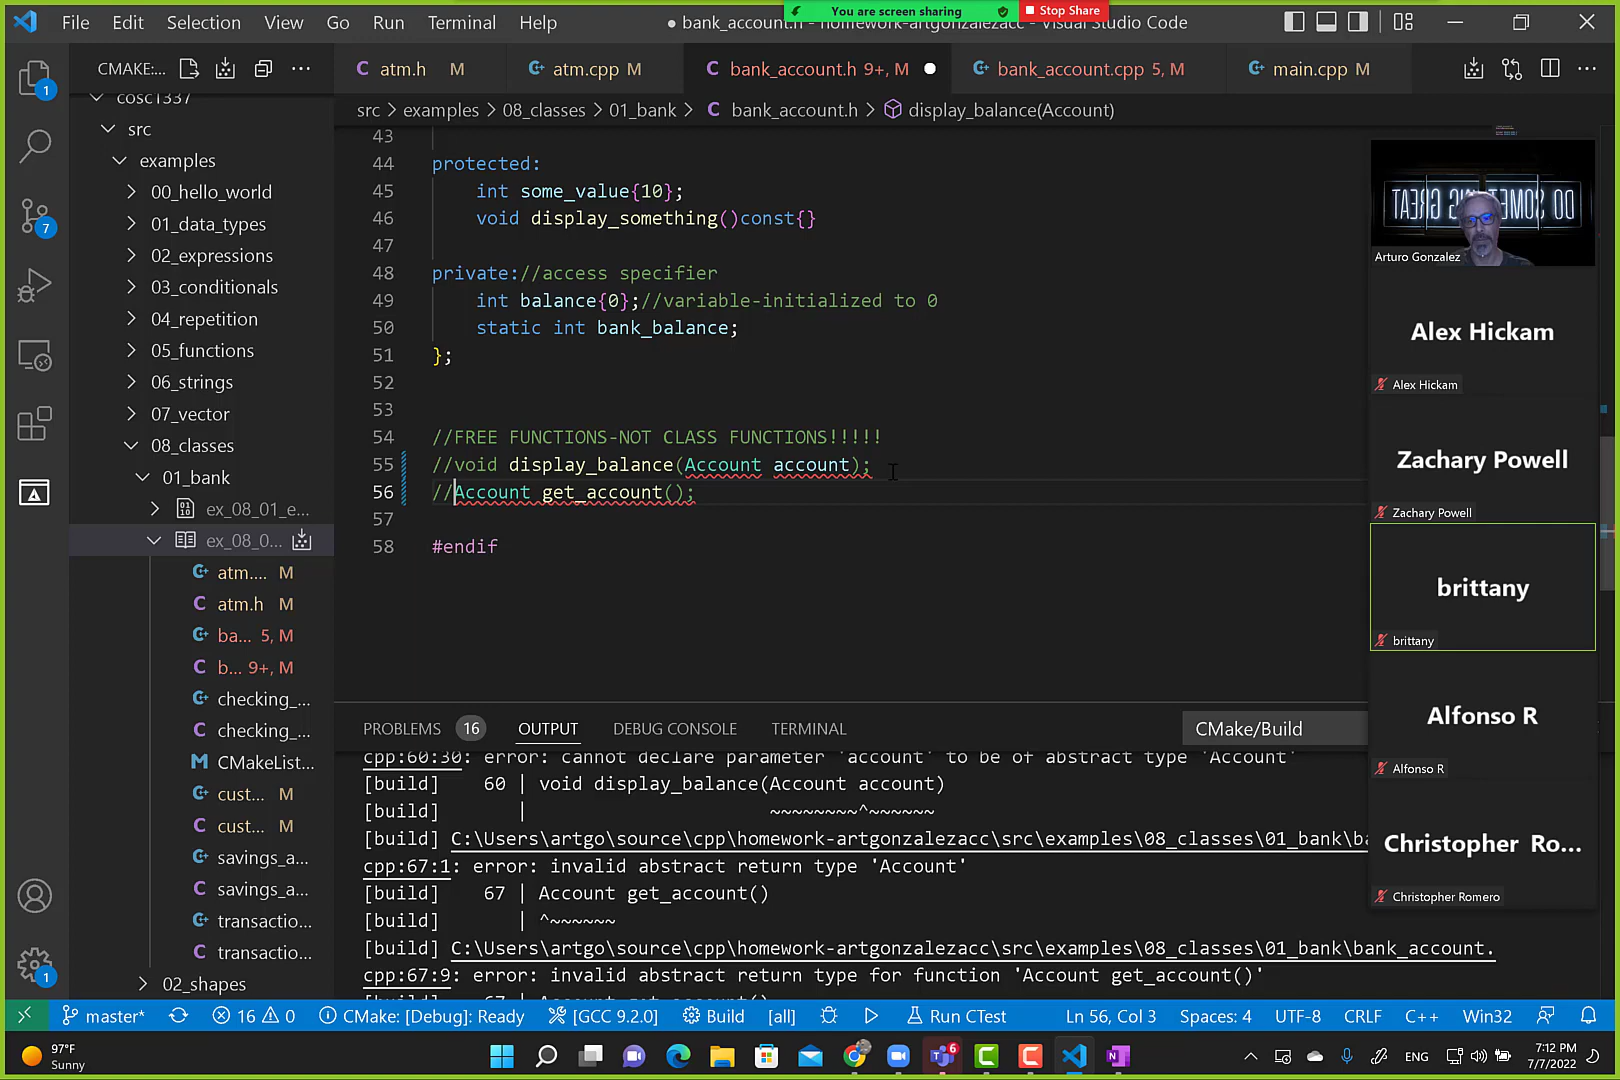 File Edit Selection View Go Run Terminal Help
bank_account.h - homework-artgonzalezacc - Visual Studio Code
You are screen sharing Stop Share
CMAKE:...
atm.h M
atm.cpp M
bank_account.h 9+, M
bank_account.cpp 5, M
main.cpp M
src > examples > 08_classes > 01_bank > C bank_account.h > display_balance(Account)
cosc1337
src
examples
00_hello_world
01_data_types
02_expressions
03_conditionals
04_repetition
05_functions
06_strings
07_vector
08_classes
01_bank
ex_08_01_e...
ex_08_0...
atm.... M
atm.h M
ba... 5, M
b... 9+, M
checking_...
checking_...
CMakeList...
cust... M
cust... M
savings_a...
savings_a...
transactio...
transactio...
02_shapes
43
44 protected:
45 int some_value{10};
46 void display_something()const{}
47
48 private://access specifier
49 int balance{0};//variable-initialized to 0
50 static int bank_balance;
51 };
52
53
54 //FREE FUNCTIONS-NOT CLASS FUNCTIONS!!!!!
55 //void display_balance(Account account);
56 //Account get_account();
57
58 #endif
PROBLEMS 16 OUTPUT DEBUG CONSOLE TERMINAL CMake/Build
cpp:60:30: error: cannot declare parameter 'account' to be of abstract type 'Account'
[build] 60 | void display_balance(Account account)
[build] | ~~~~~~~~^~~~~~~
[build] C:\Users\artgo\source\cpp\homework-artgonzalezacc\src\examples\08_classes\01_bank\ba
cpp:67:1: error: invalid abstract return type 'Account'
[build] 67 | Account get_account()
[build] | ^~~~~~~
[build] C:\Users\artgo\source\cpp\homework-artgonzalezacc\src\examples\08_classes\01_bank\bank_account.
cpp:67:9: error: invalid abstract return type for function 'Account get_account()'
[build] 67 | Account get_account()
DO SOMETHING GREAT
Arturo Gonzalez
Alex Hickam
Alex Hickam
Zachary Powell
Zachary Powell
brittany
brittany
Alfonso R
Alfonso R
Christopher Ro...
Christopher Romero
master* 16 0 CMake: [Debug]: Ready [GCC 9.2.0] Build [all] Run CTest Ln 56, Col 3 Spaces: 4 UTF-8 CRLF C++ Win32
97°F
Sunny
ENG
7:12 PM
7/7/2022